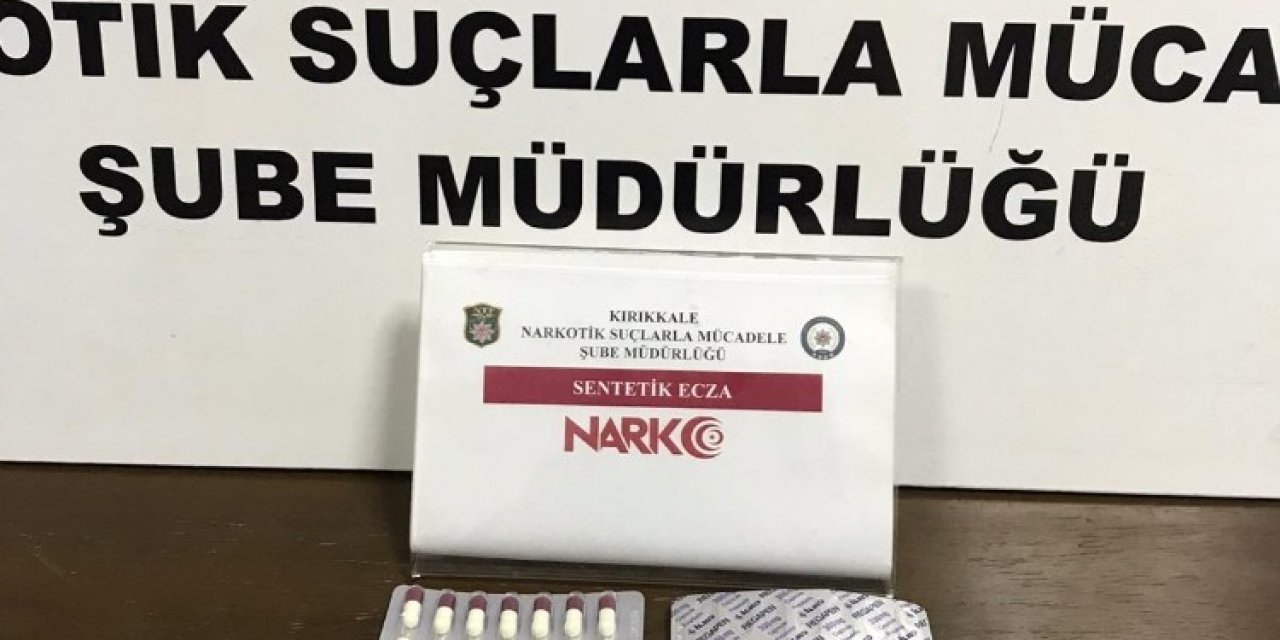 OTİK SUÇLARLA MÜCA
ŞUBE MÜDÜRLÜĞÜ
KIRIKKALE
NARKOTİK SUÇLARLA MÜCADELE
ŞUBE MÜDÜRLÜĞÜ
SENTETİK ECZA
NARKO